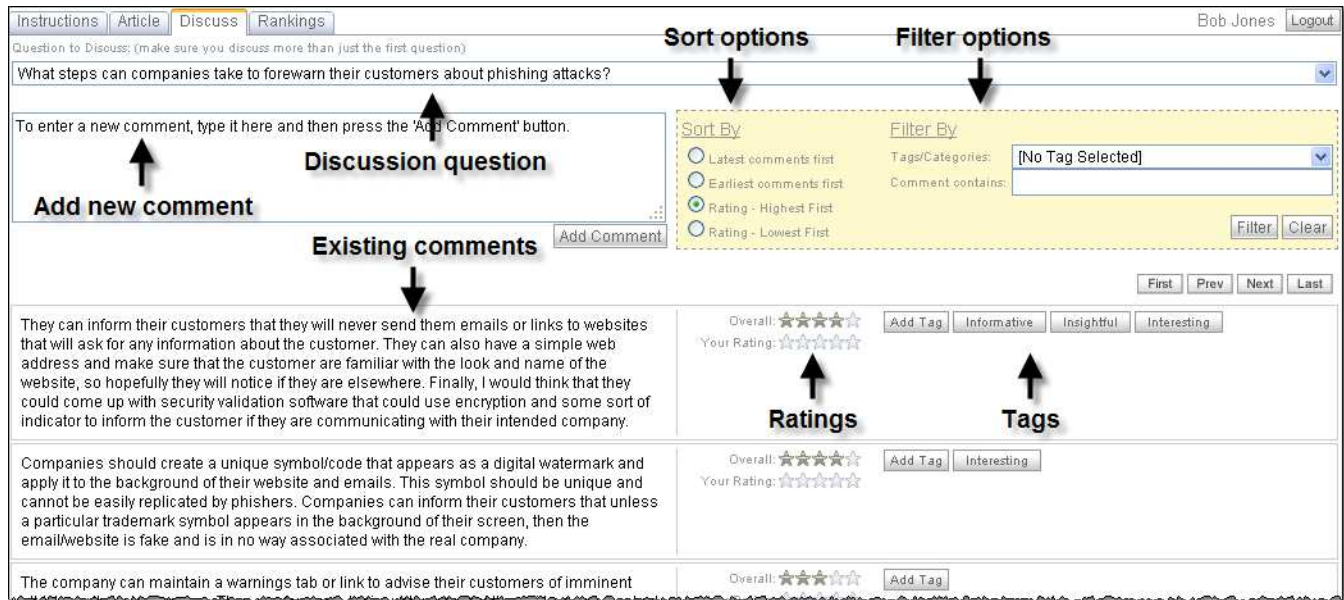 Instructions Article Discuss Rankings Bob Jones Logout
Question to Discuss: (make sure you discuss more than just the first question)
Sort options Filter options
What steps can companies take to forewarn their customers about phishing attacks?
To enter a new comment, type it here and then press the 'Add Comment' button.
Discussion question
Add new comment
Add Comment
Sort By
Latest comments first
Earliest comments first
Rating - Highest First
Rating - Lowest First
Filter By
Tags/Categories: [No Tag Selected]
Comment contains:
Filter Clear
Existing comments
First Prev Next Last
They can inform their customers that they will never send them emails or links to websites
that will ask for any information about the customer. They can also have a simple web
address and make sure that the customer are familiar with the look and name of the
website, so hopefully they will notice if they are elsewhere. Finally, I would think that they
could come up with security validation software that could use encryption and some sort of
indicator to inform the customer if they are communicating with their intended company.
Overall:
Your Rating:
Add Tag Informative Insightful Interesting
Ratings Tags
Companies should create a unique symbol/code that appears as a digital watermark and
apply it to the background of their website and emails. This symbol should be unique and
cannot be easily replicated by phishers. Companies can inform their customers that unless
a particular trademark symbol appears in the background of their screen, then the
email/website is fake and is in no way associated with the real company.
Overall:
Your Rating:
Add Tag Interesting
The company can maintain a warnings tab or link to advise their customers of imminent
Overall:
Add Tag